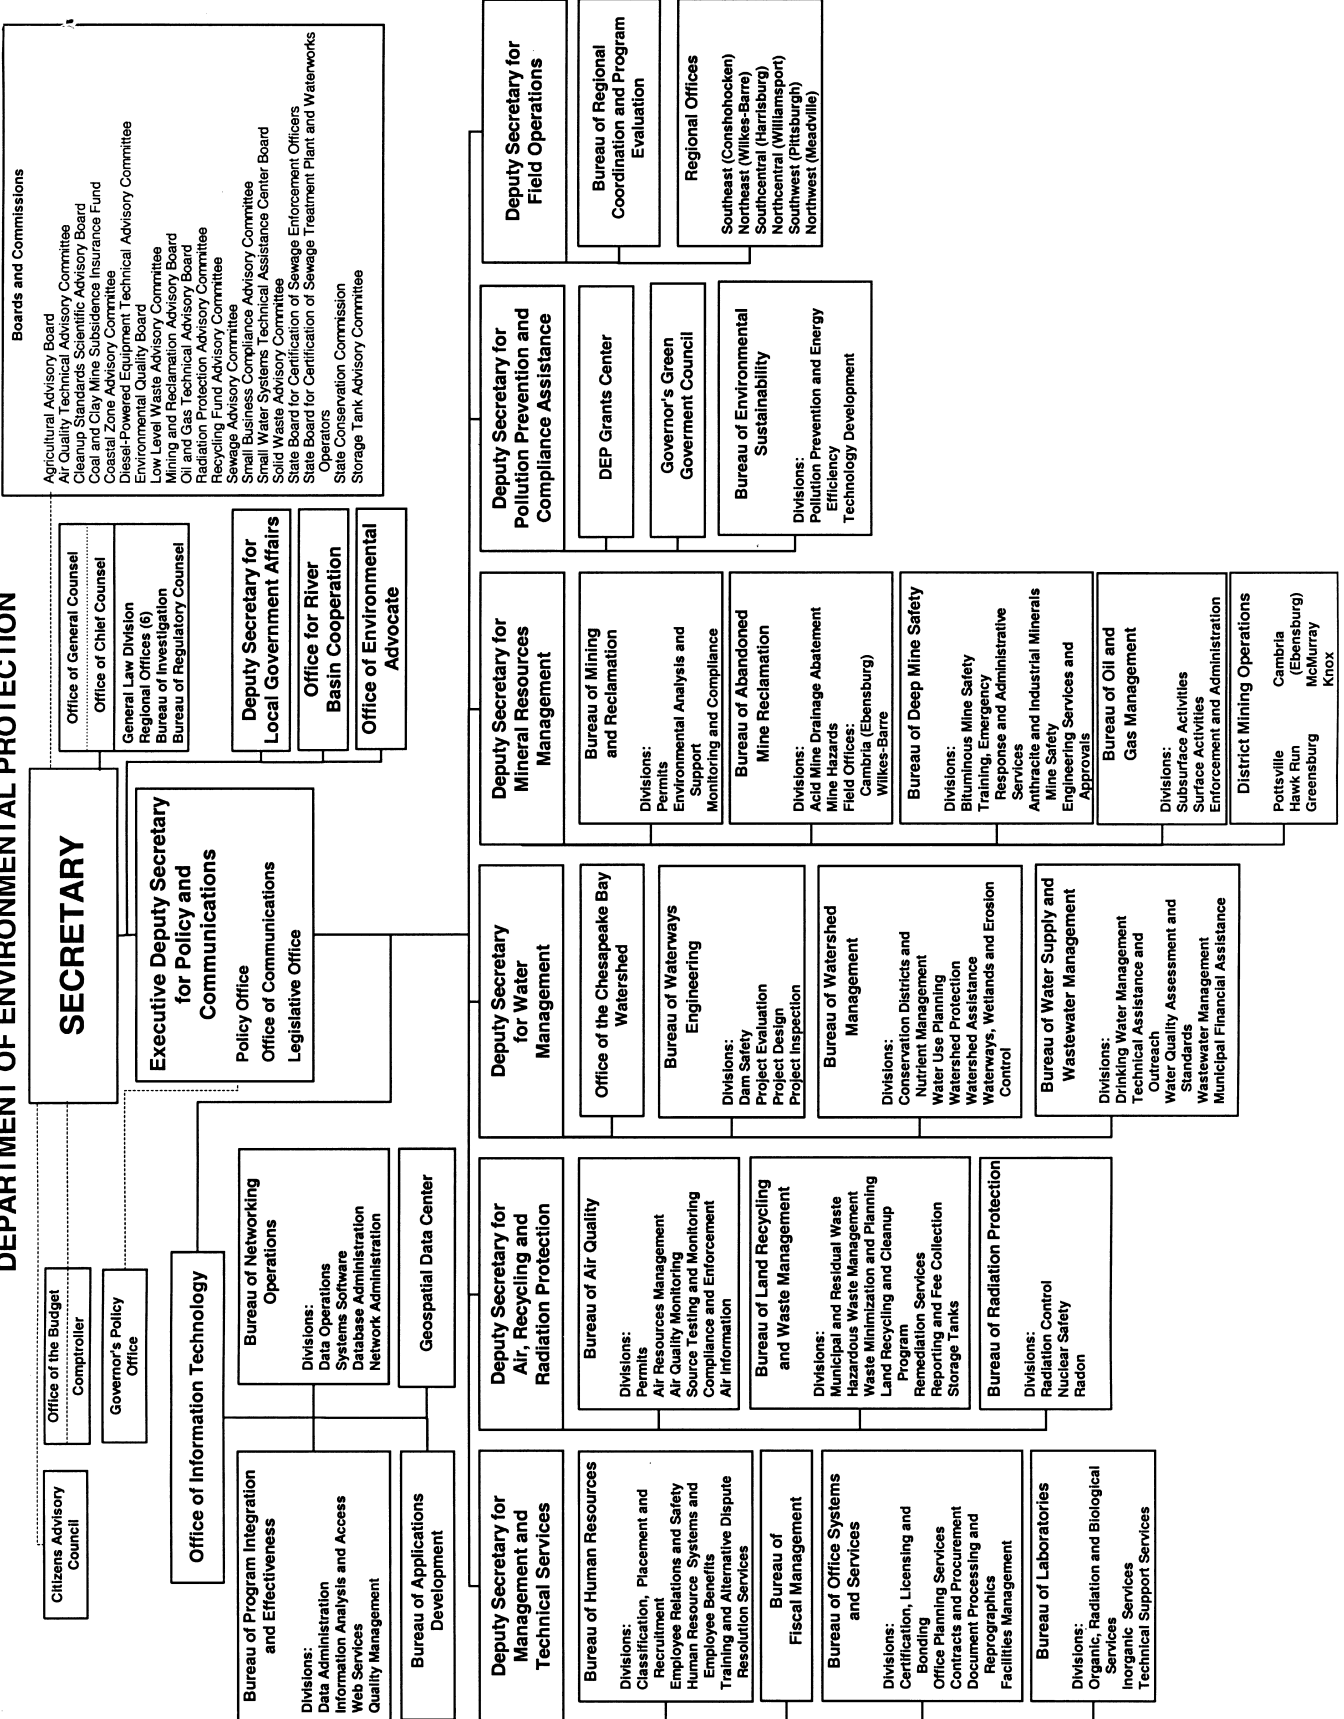 DEPARTMENT OF ENVIRONMENTAL PROTECTION
SECRETARY
Citizens Advisory
Council
Office of the Budget
Comptroller
Governor's Policy
Office
Executive Deputy Secretary
for Policy and
Communications
Policy Office
Office of Communications
Legislative Office
Office of General Counsel
Office of Chief Counsel
General Law Division
Regional Offices (6)
Bureau of Investigation
Bureau of Regulatory Counsel
Deputy Secretary for
Local Government Affairs
Office for River
Basin Cooperation
Office of Environmental
Advocate
Boards and Commissions
Agricultural Advisory Board
Air Quality Technical Advisory Committee
Cleanup Standards Scientific Advisory Board
Coal and Clay Mine Subsidence Insurance Fund
Coastal Zone Advisory Committee
Diesel-Powered Equipment Technical Advisory Committee
Environmental Quality Board
Low Level Waste Advisory Committee
Mining and Reclamation Advisory Board
Oil and Gas Technical Advisory Board
Radiation Protection Advisory Committee
Recycling Fund Advisory Committee
Sewage Advisory Committee
Small Business Compliance Advisory Committee
Small Water Systems Technical Assistance Center Board
Solid Waste Advisory Committee
State Board for Certification of Sewage Enforcement Officers
State Board for Certification of Sewage Treatment Plant and Waterworks
Operators
State Conservation Commission
Storage Tank Advisory Committee
Office of Information Technology
Bureau of Program Integration
and Effectiveness
Divisions:
Data Administration
Information Analysis and Access
Web Services
Quality Management
Bureau of Networking
Operations
Divisions:
Data Operations
Systems Software
Database Administration
Network Administration
Bureau of Applications
Development
Geospatial Data Center
Deputy Secretary for
Management and
Technical Services
Bureau of Human Resources
Divisions:
Classification, Placement and
Recruitment
Employee Relations and Safety
Human Resource Systems and
Employee Benefits
Training and Alternative Dispute
Resolution Services
Bureau of
Fiscal Management
Bureau of Office Systems
and Services
Divisions:
Certification, Licensing and
Bonding
Office Planning Services
Contracts and Procurement
Document Processing and
Reprographics
Facilities Management
Bureau of Laboratories
Divisions:
Organic, Radiation and Biological
Services
Inorganic Services
Technical Support Services
Deputy Secretary for
Air, Recycling and
Radiation Protection
Bureau of Air Quality
Divisions:
Permits
Air Resources Management
Air Quality Monitoring
Source Testing and Monitoring
Compliance and Enforcement
Air Information
Bureau of Land Recycling
and Waste Management
Divisions:
Municipal and Residual Waste
Hazardous Waste Management
Waste Minimization and Planning
Land Recycling and Cleanup
Program
Remediation Services
Reporting and Fee Collection
Storage Tanks
Bureau of Radiation Protection
Divisions:
Radiation Control
Nuclear Safety
Radon
Deputy Secretary
for Water
Management
Office of the Chesapeake Bay
Watershed
Bureau of Waterways
Engineering
Divisions:
Dam Safety
Project Evaluation
Project Design
Project Inspection
Bureau of Watershed
Management
Divisions:
Conservation Districts and
Nutrient Management
Water Use Planning
Watershed Protection
Watershed Assistance
Waterways, Wetlands and Erosion
Control
Bureau of Water Supply and
Wastewater Management
Divisions:
Drinking Water Management
Technical Assistance and
Outreach
Water Quality Assessment and
Standards
Wastewater Management
Municipal Financial Assistance
Deputy Secretary for
Mineral Resources
Management
Bureau of Mining
and Reclamation
Divisions:
Permits
Environmental Analysis and
Support
Monitoring and Compliance
Bureau of Abandoned
Mine Reclamation
Divisions:
Acid Mine Drainage Abatement
Mine Hazards
Field Offices:
Cambria (Ebensburg)
Wilkes-Barre
Bureau of Deep Mine Safety
Divisions:
Bituminous Mine Safety
Training, Emergency
Response and Administrative
Services
Anthracite and Industrial Minerals
Mine Safety
Engineering Services and
Approvals
Bureau of Oil and
Gas Management
Divisions:
Subsurface Activities
Surface Activities
Enforcement and Administration
District Mining Operations
Pottsville Cambria
Hawk Run (Ebensburg)
Greensburg McMurray
Knox
Deputy Secretary for
Pollution Prevention and
Compliance Assistance
DEP Grants Center
Governor's Green
Goverment Council
Bureau of Environmental
Sustainability
Divisions:
Pollution Prevention and Energy
Efficiency
Technology Development
Deputy Secretary for
Field Operations
Bureau of Regional
Coordination and Program
Evaluation
Regional Offices
Southeast (Conshohocken)
Northeast (Wilkes-Barre)
Southcentral (Harrisburg)
Northcentral (Williamsport)
Southwest (Pittsburgh)
Northwest (Meadville)